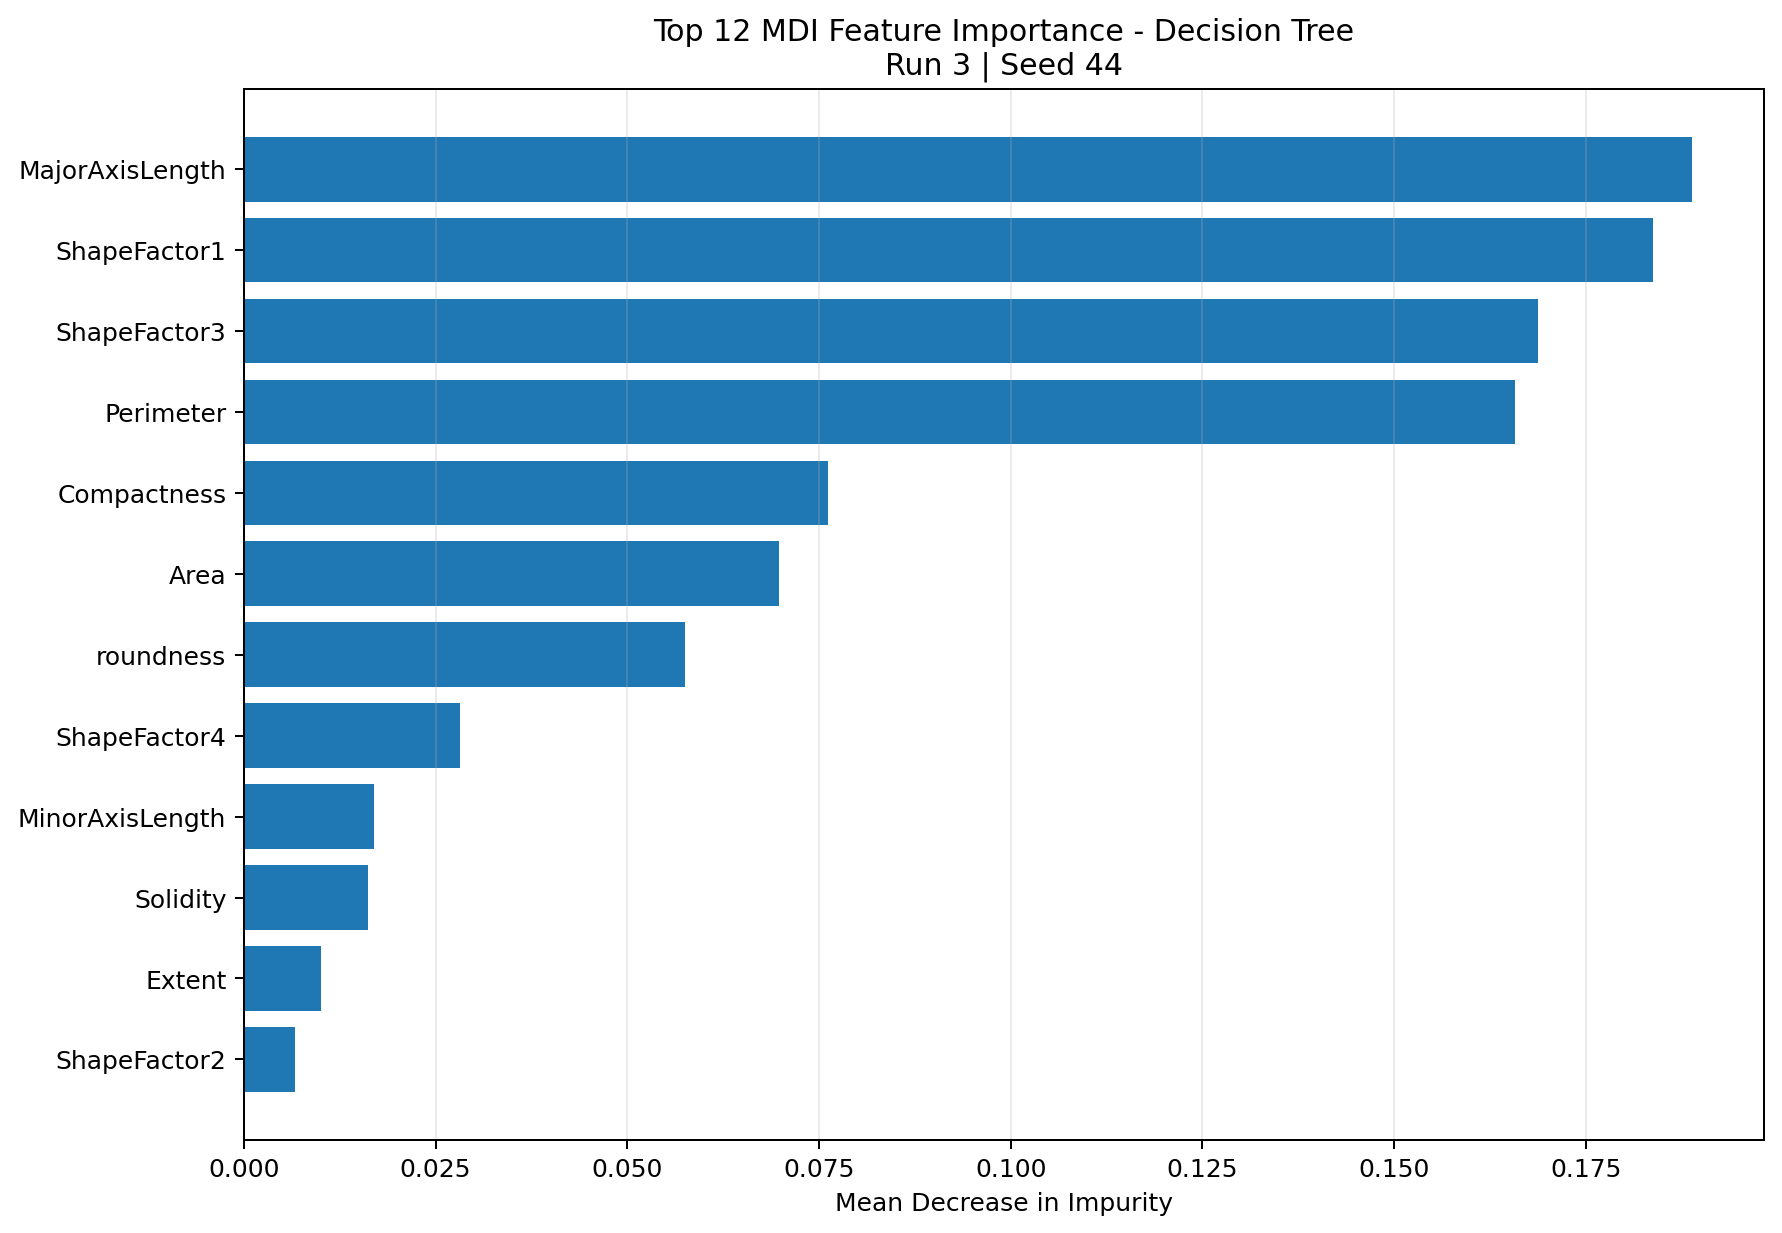 Top 12 MDI Feature Importance - Decision Tree
Run 3 | Seed 44
MajorAxisLength
ShapeFactor1
ShapeFactor3
Perimeter
Compactness
Area
roundness
ShapeFactor4
MinorAxisLength
Solidity
Extent
ShapeFactor2
0.000 0.025 0.050 0.075 0.100 0.125 0.150 0.175
Mean Decrease in Impurity